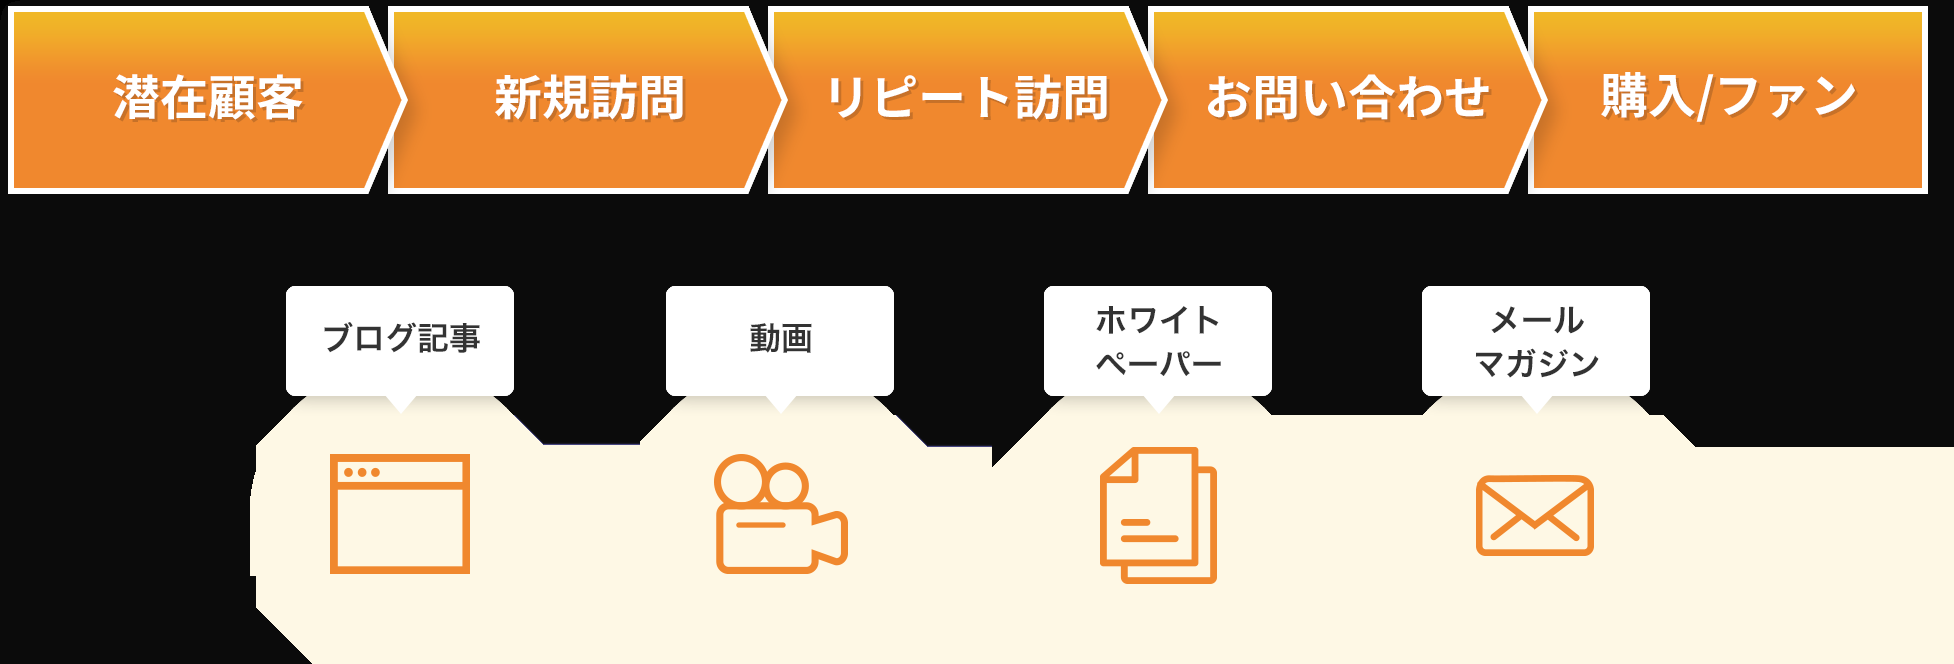 潜在顧客
新規訪問
リピート訪問
お問い合わせ
購入/ファン
ブログ記事
動画
ホワイト
ペーパー
メール
マガジン